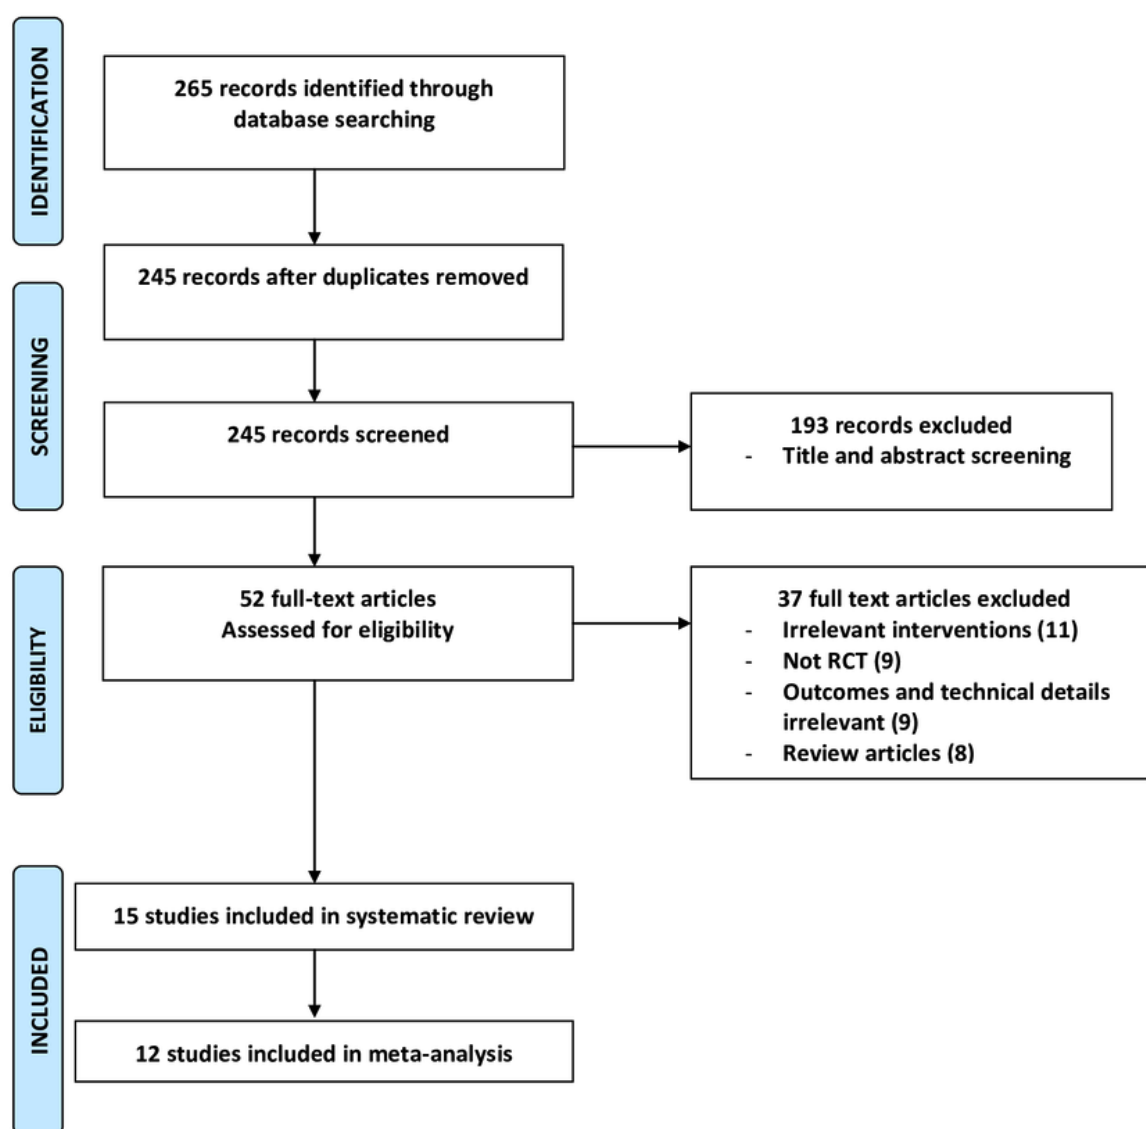 IDENTIFICATION
265 records identified through
database searching
245 records after duplicates removed
SCREENING
245 records screened
193 records excluded
- Title and abstract screening
ELIGIBILITY
52 full-text articles
Assessed for eligibility
37 full text articles excluded
- Irrelevant interventions (11)
- Not RCT (9)
- Outcomes and technical details
irrelevant (9)
- Review articles (8)
INCLUDED
15 studies included in systematic review
12 studies included in meta-analysis